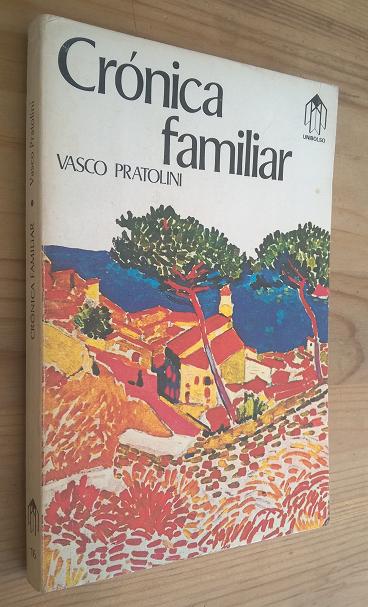 Crónica
familiar
VASCO PRATOLINI
UNIBOLSO
CRÓNICA FAMILIAR • Vasco Pratolini